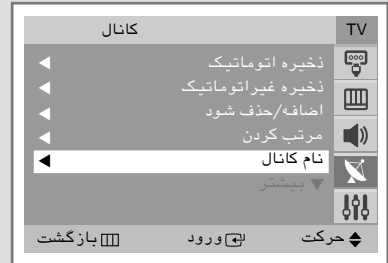 TV
کانال
ذخیره اتوماتیک ◀
ذخیره غیراتوماتیک ◀
اضافه/حذف شود ◀
مرتب کردن ◀
نام کانال ◀
▼ بیشتر
حرکت ورود بازگشت